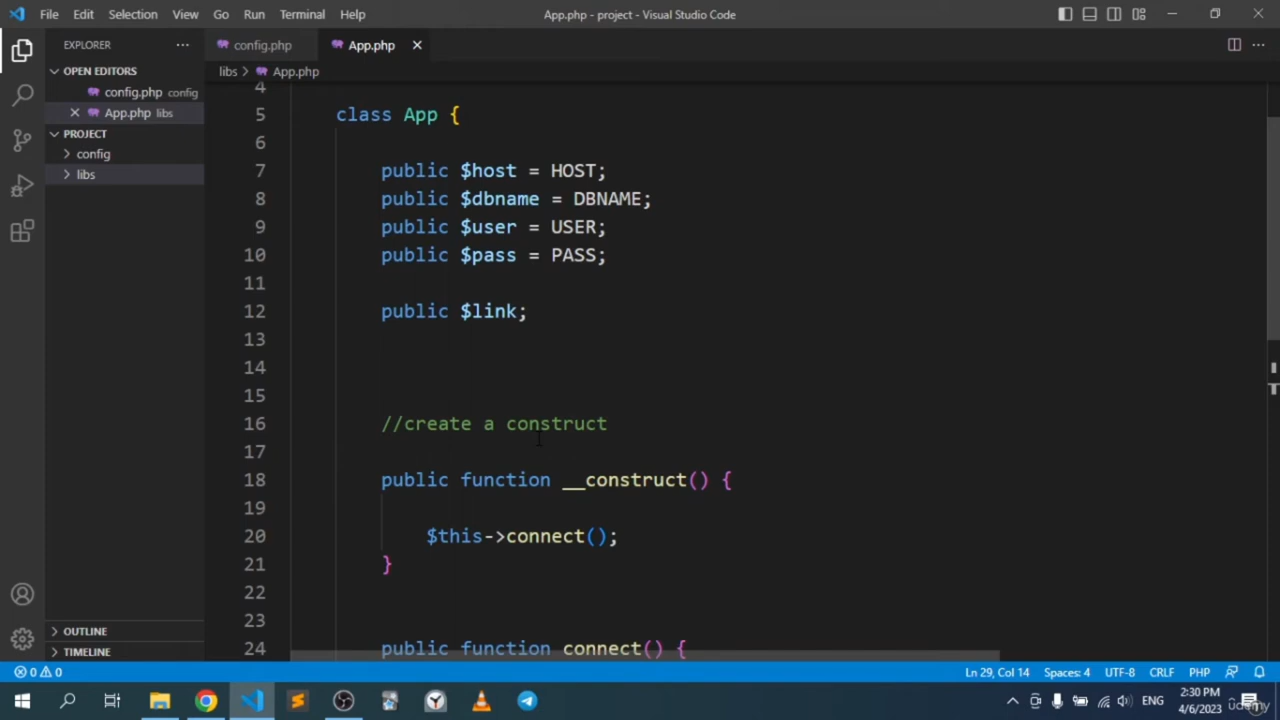 File Edit Selection View Go Run Terminal Help App.php - project - Visual Studio Code
EXPLORER
OPEN EDITORS
config.php config
App.php libs
PROJECT
config
libs
OUTLINE
TIMELINE
config.php App.php
libs App.php
4
5 class App {
6
7 public $host = HOST;
8 public $dbname = DBNAME;
9 public $user = USER;
10 public $pass = PASS;
11
12 public $link;
13
14
15
16 //create a construct
17
18 public function __construct() {
19
20 $this->connect();
21 }
22
23
24 public function connect() {
0 0 Ln 29, Col 14 Spaces: 4 UTF-8 CRLF PHP
ENG 2:30 PM
4/6/2023
udemy